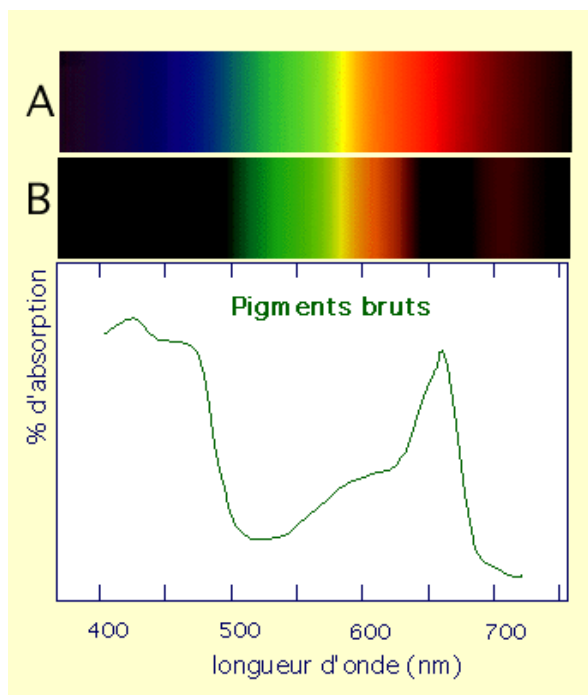 A
B
Pigments bruts
% d'absorption
400 500 600 700
longueur d'onde (nm)